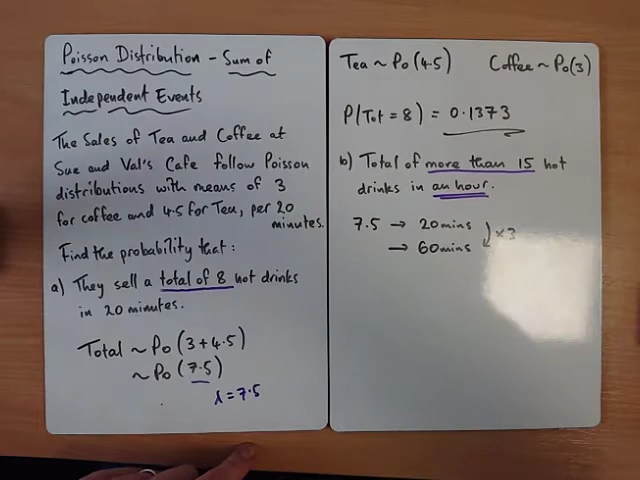 Poisson Distribution - Sum of
Independent Events
The Sales of Tea and Coffee at
Sue and Val's Cafe follow Poisson
distributions with means of 3
for coffee and 4.5 for Tea, per 20
minutes.
Find the probability that:
a) They sell a total of 8 hot drinks
in 20 minutes.
Total ~ Po (3+4.5)
~ Po (7.5)
λ = 7.5
Tea ~ Po (4.5) Coffee ~ Po(3)
P(Tot = 8) = 0.1373
b) Total of more than 15 hot
drinks in an hour.
7.5 → 20mins
→ 60mins
×3